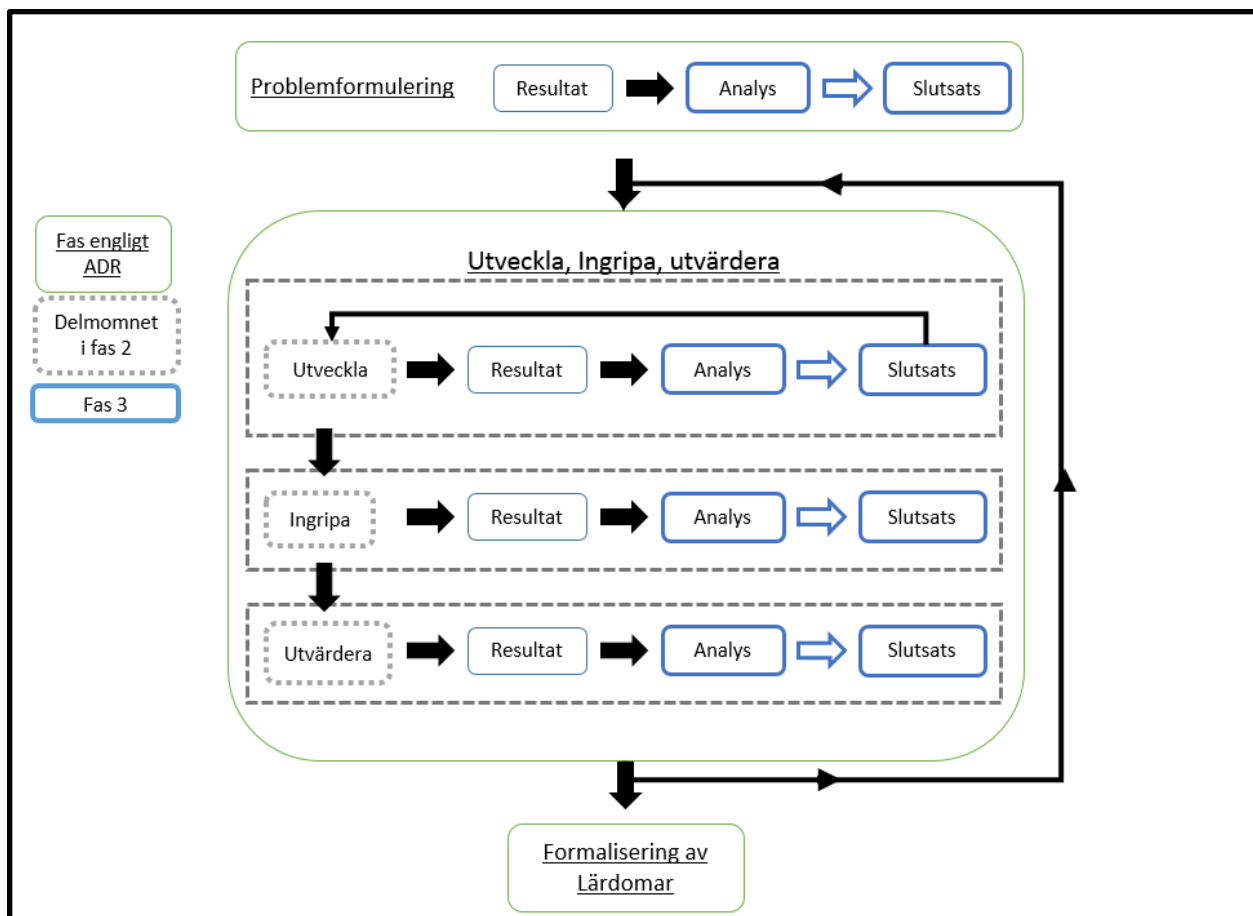 Problemformulering
Resultat
Analys
Slutsats
Fas engligt
ADR
Delmomnet
i fas 2
Fas 3
Utveckla, Ingripa, utvärdera
Utveckla
Resultat
Analys
Slutsats
Ingripa
Resultat
Analys
Slutsats
Utvärdera
Resultat
Analys
Slutsats
Formalisering av
Lärdomar